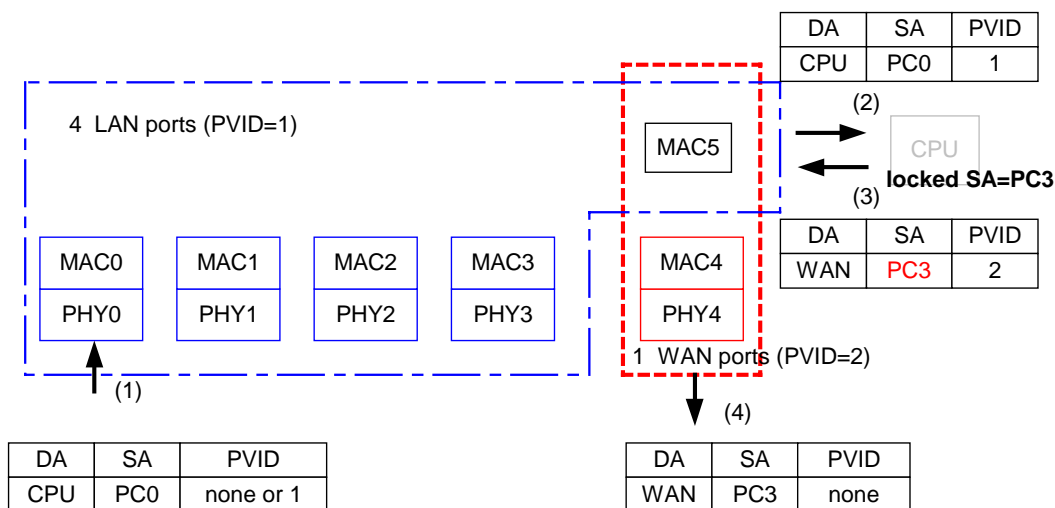 DA SA PVID
CPU PC0 1
(2)
4 LAN ports (PVID=1)
MAC5
CPU
locked SA=PC3
(3)
DA SA PVID
WAN PC3 2
MAC0 MAC1 MAC2 MAC3 MAC4
PHY0 PHY1 PHY2 PHY3 PHY4
1 WAN ports (PVID=2)
(1)
(4)
DA SA PVID
CPU PC0 none or 1
DA SA PVID
WAN PC3 none